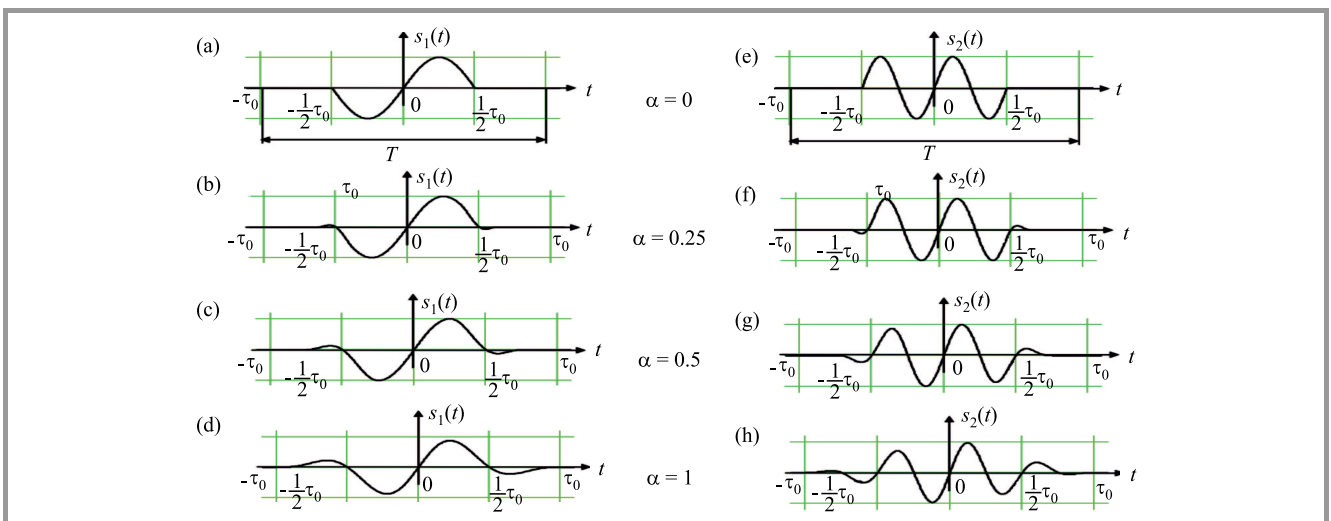 (a) s₁(t)
-τ₀ -1/2τ₀ 0 1/2τ₀ t
T
α = 0
(e) s₂(t)
-τ₀ -1/2τ₀ 0 1/2τ₀ t
T
(b) τ₀ s₁(t)
-τ₀ -1/2τ₀ 0 1/2τ₀ τ₀ t
α = 0.25
(f) τ₀ s₂(t)
-τ₀ -1/2τ₀ 0 1/2τ₀ τ₀ t
(c) s₁(t)
-τ₀ -1/2τ₀ 0 1/2τ₀ τ₀ t
α = 0.5
(g) s₂(t)
-τ₀ -1/2τ₀ 0 1/2τ₀ τ₀ t
(d) s₁(t)
-τ₀ -1/2τ₀ 0 1/2τ₀ τ₀ t
α = 1
(h) s₂(t)
-τ₀ -1/2τ₀ 0 1/2τ₀ τ₀ t